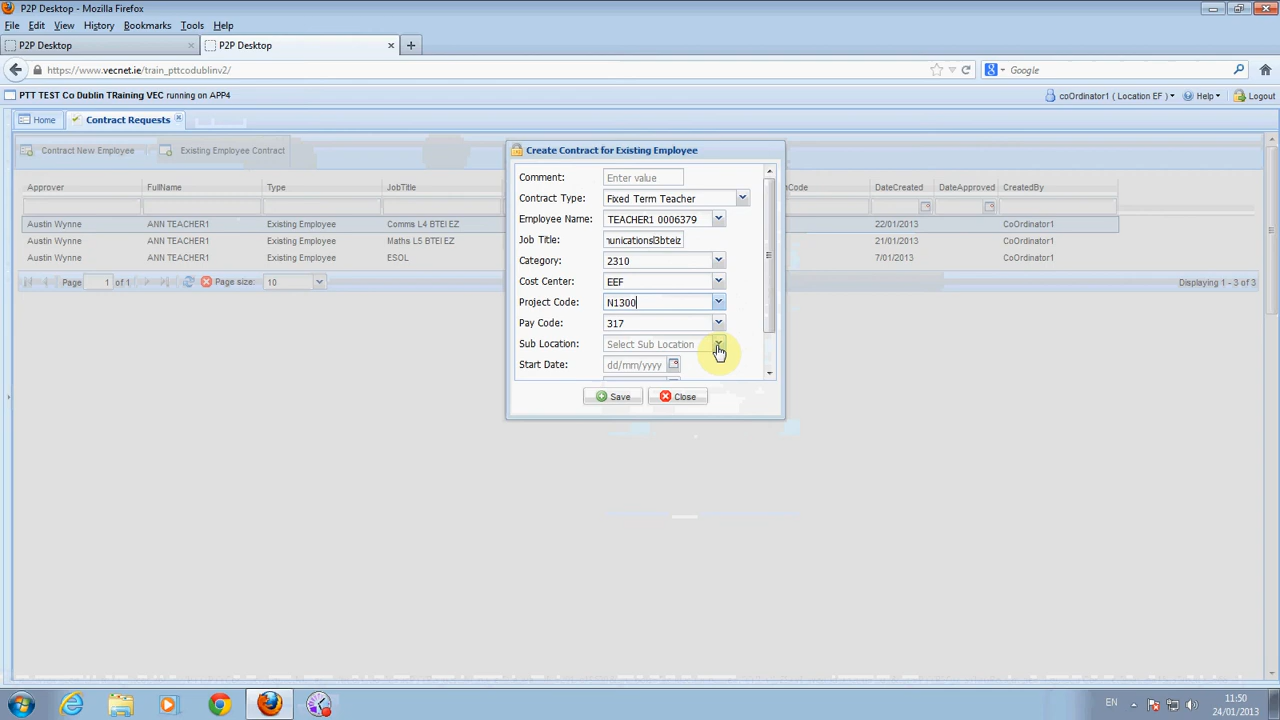 P2P Desktop - Mozilla Firefox
File Edit View History Bookmarks Tools Help
P2P Desktop
P2P Desktop
https://www.vecnet.ie/train_pttcodublinv2/
Google
PTT TEST Co Dublin TRaining VEC running on APP4
coOrdinator1 ( Location EF )
Help
Logout
Home
Contract Requests
Contract New Employee
Existing Employee Contract
Create Contract for Existing Employee
Comment: Enter value
Contract Type: Fixed Term Teacher
Employee Name: TEACHER1 0006379
Job Title: unicationsl3bteiz
Category: 2310
Cost Center: EEF
Project Code: N1300
Pay Code: 317
Sub Location: Select Sub Location
Start Date: dd/mm/yyyy
Save Close
Approver FullName Type JobTitle nCode DateCreated DateApproved CreatedBy
Austin Wynne ANN TEACHER1 Existing Employee Comms L4 BTEI EZ 22/01/2013 CoOrdinator1
Austin Wynne ANN TEACHER1 Existing Employee Maths L5 BTEI EZ 21/01/2013 CoOrdinator1
Austin Wynne ANN TEACHER1 Existing Employee ESOL 7/01/2013 CoOrdinator1
Page 1 of 1 Page size: 10 Displaying 1 - 3 of 3
EN
11:50
24/01/2013